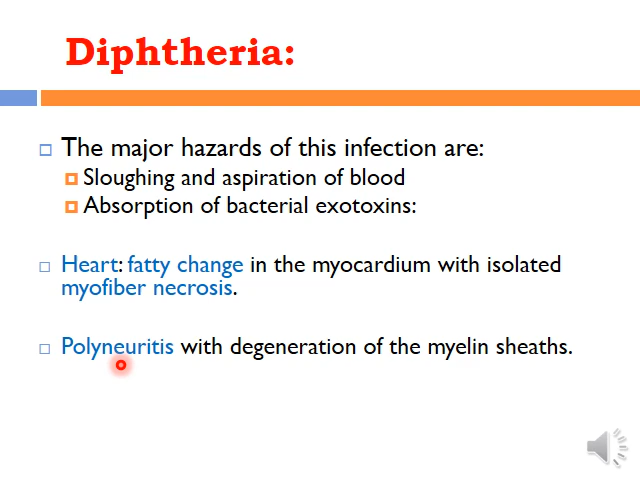 Diphtheria:
The major hazards of this infection are:
Sloughing and aspiration of blood
Absorption of bacterial exotoxins:
Heart: fatty change in the myocardium with isolated
myofiber necrosis.
Polyneuritis with degeneration of the myelin sheaths.